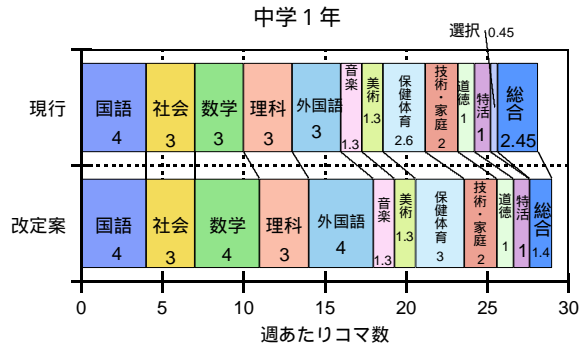 中学1年
選択 0.45
現行
国語 社会 数学 理科 外国語 音楽 美術 保健体育 技術・家庭 道徳 特活 総合
4 3 3 3 3 1.3 1.3 2.6 2 1 1 2.45
改定案
国語 社会 数学 理科 外国語 音楽 美術 保健体育 技術・家庭 道徳 特活 総合
4 3 4 3 4 1.3 1.3 3 2 1 1 1.4
0 5 10 15 20 25 30
週あたりコマ数